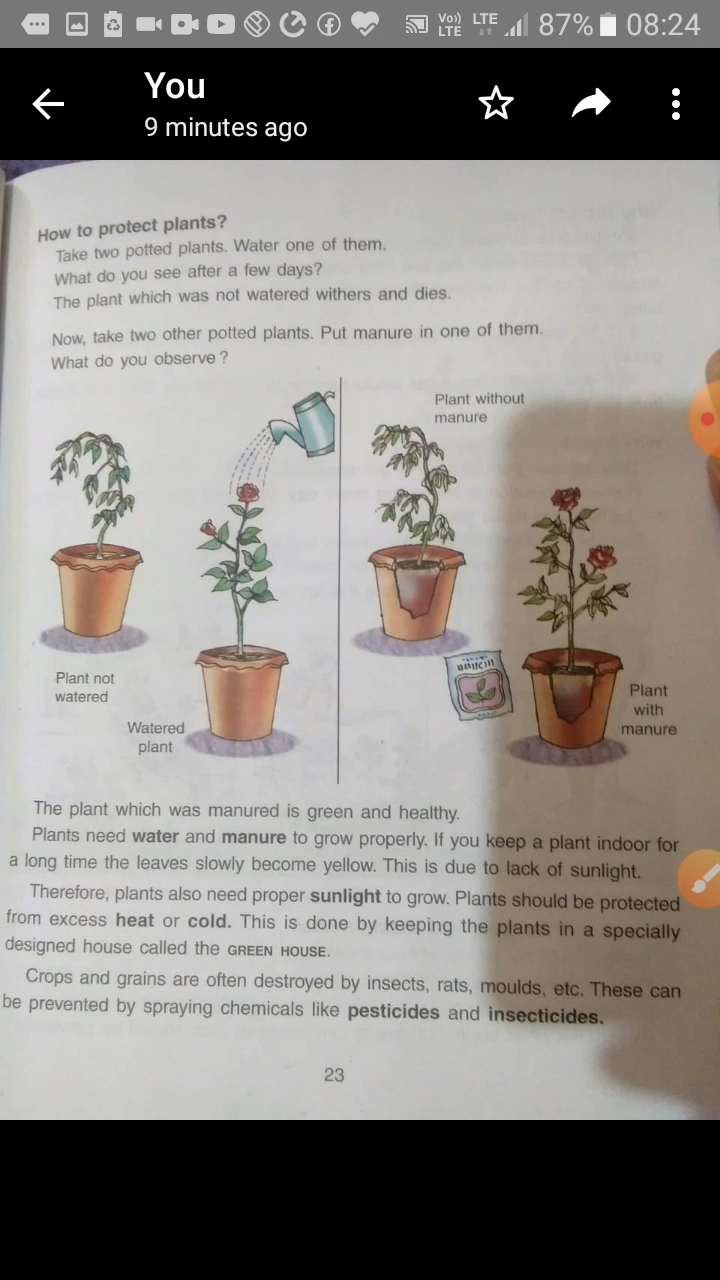 Vo)) LTE
LTE
87%
08:24
You
9 minutes ago
How to protect plants?
Take two potted plants. Water one of them.
What do you see after a few days?
The plant which was not watered withers and dies.
Now, take two other potted plants. Put manure in one of them.
What do you observe ?
Plant without
manure
Plant not
watered
Watered
plant
Plant
with
manure
The plant which was manured is green and healthy.
Plants need water and manure to grow properly. If you keep a plant indoor for
a long time the leaves slowly become yellow. This is due to lack of sunlight.
Therefore, plants also need proper sunlight to grow. Plants should be protected
from excess heat or cold. This is done by keeping the plants in a specially
designed house called the GREEN HOUSE.
Crops and grains are often destroyed by insects, rats, moulds, etc. These can
be prevented by spraying chemicals like pesticides and insecticides.
23